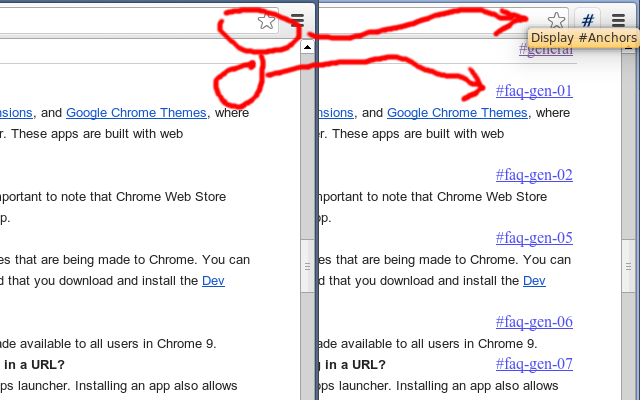 #
Display #Anchors
#general
#faq-gen-01
nsions, and Google Chrome Themes, where
r. These apps are built with web
mportant to note that Chrome Web Store
op.
es that are being made to Chrome. You can
d that you download and install the Dev
ade available to all users in Chrome 9.
in a URL?
ps launcher. Installing an app also allows
nsions, and Google Chrome Themes, where
er. These apps are built with web
#faq-gen-02
mportant to note that Chrome Web Store
op.
#faq-gen-05
es that are being made to Chrome. You can
d that you download and install the Dev
#faq-gen-06
ade available to all users in Chrome 9.
g in a URL?
#faq-gen-07
ops launcher. Installing an app also allows